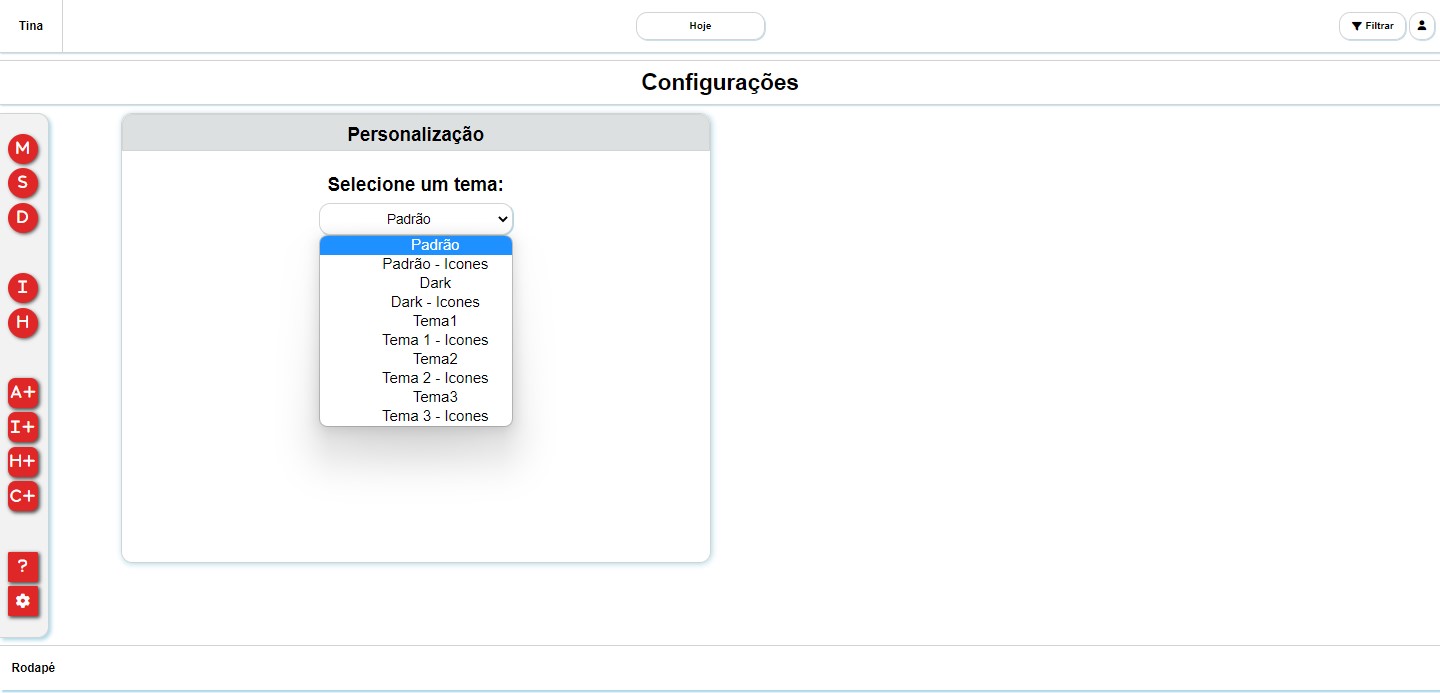 Tina
Hoje
Filtrar
Configurações
M
S
D
I
H
A+
I+
H+
C+
?
Personalização
Selecione um tema:
Padrão
Padrão
Padrão - Icones
Dark
Dark - Icones
Tema1
Tema 1 - Icones
Tema2
Tema 2 - Icones
Tema3
Tema 3 - Icones
Rodapé